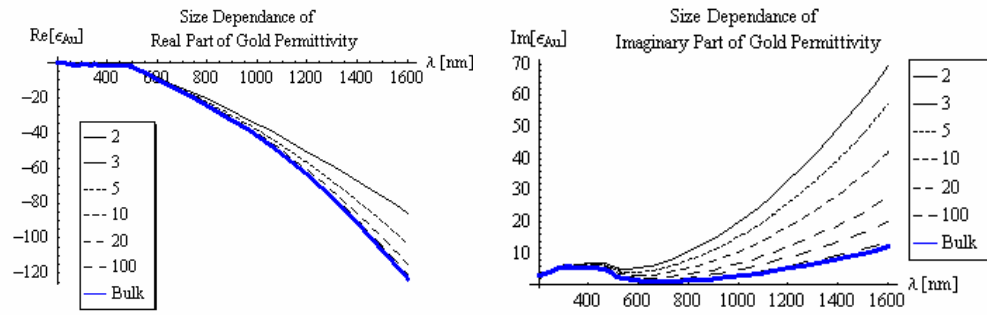 Size Dependance of
Real Part of Gold Permittivity
Re[ϵAu]
λ [nm]
400 600 800 1000 1200 1400 1600
-20
-40
-60
-80
-100
-120
2
3
5
10
20
100
Bulk
Size Dependance of
Imaginary Part of Gold Permittivity
Im[ϵAu]
70
60
50
40
30
20
10
400 600 800 1000 1200 1400 1600
λ [nm]
2
3
5
10
20
100
Bulk